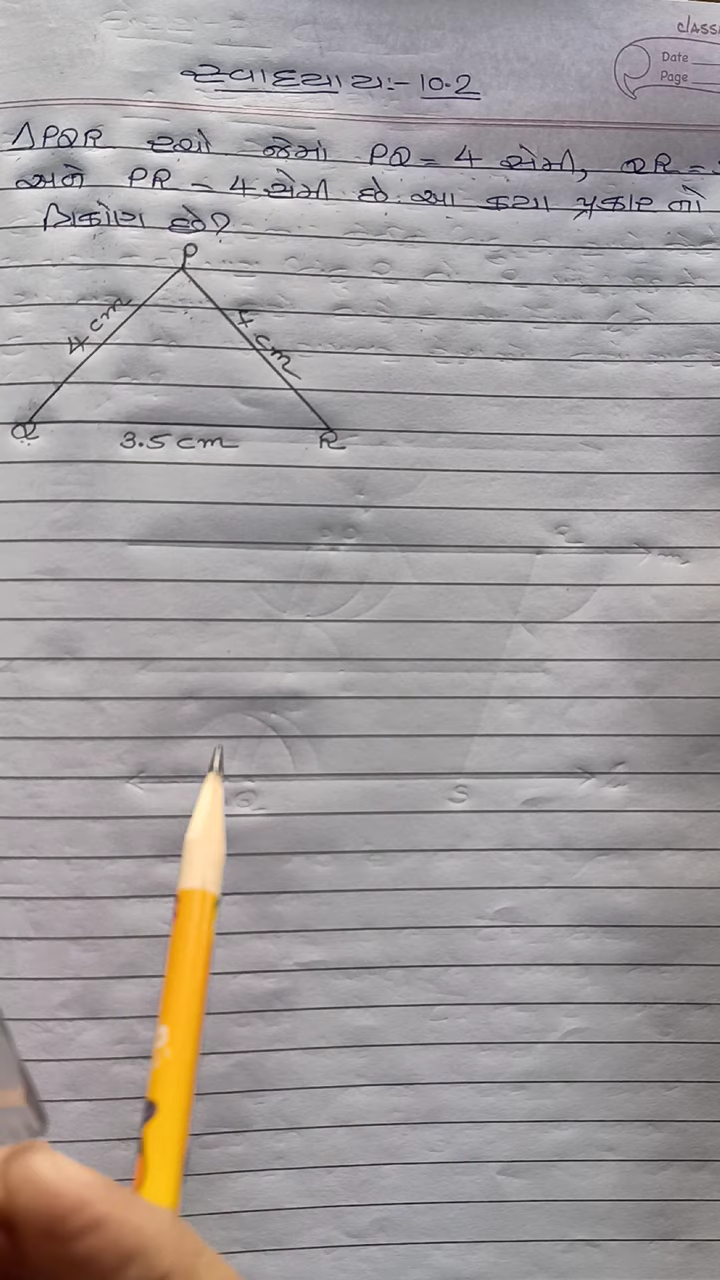 CLASS
Date
Page
સ્વાધ્યાય:- 10.2
ΔPQR રચો જેમાં PQ = 4 સેમી, QR =
અને PR = 4 સેમી છે. આ કયા પ્રકાર નો
ત્રિકોણ છે?
P
4 cm
4 cm
Q
R
3.5 cm
S